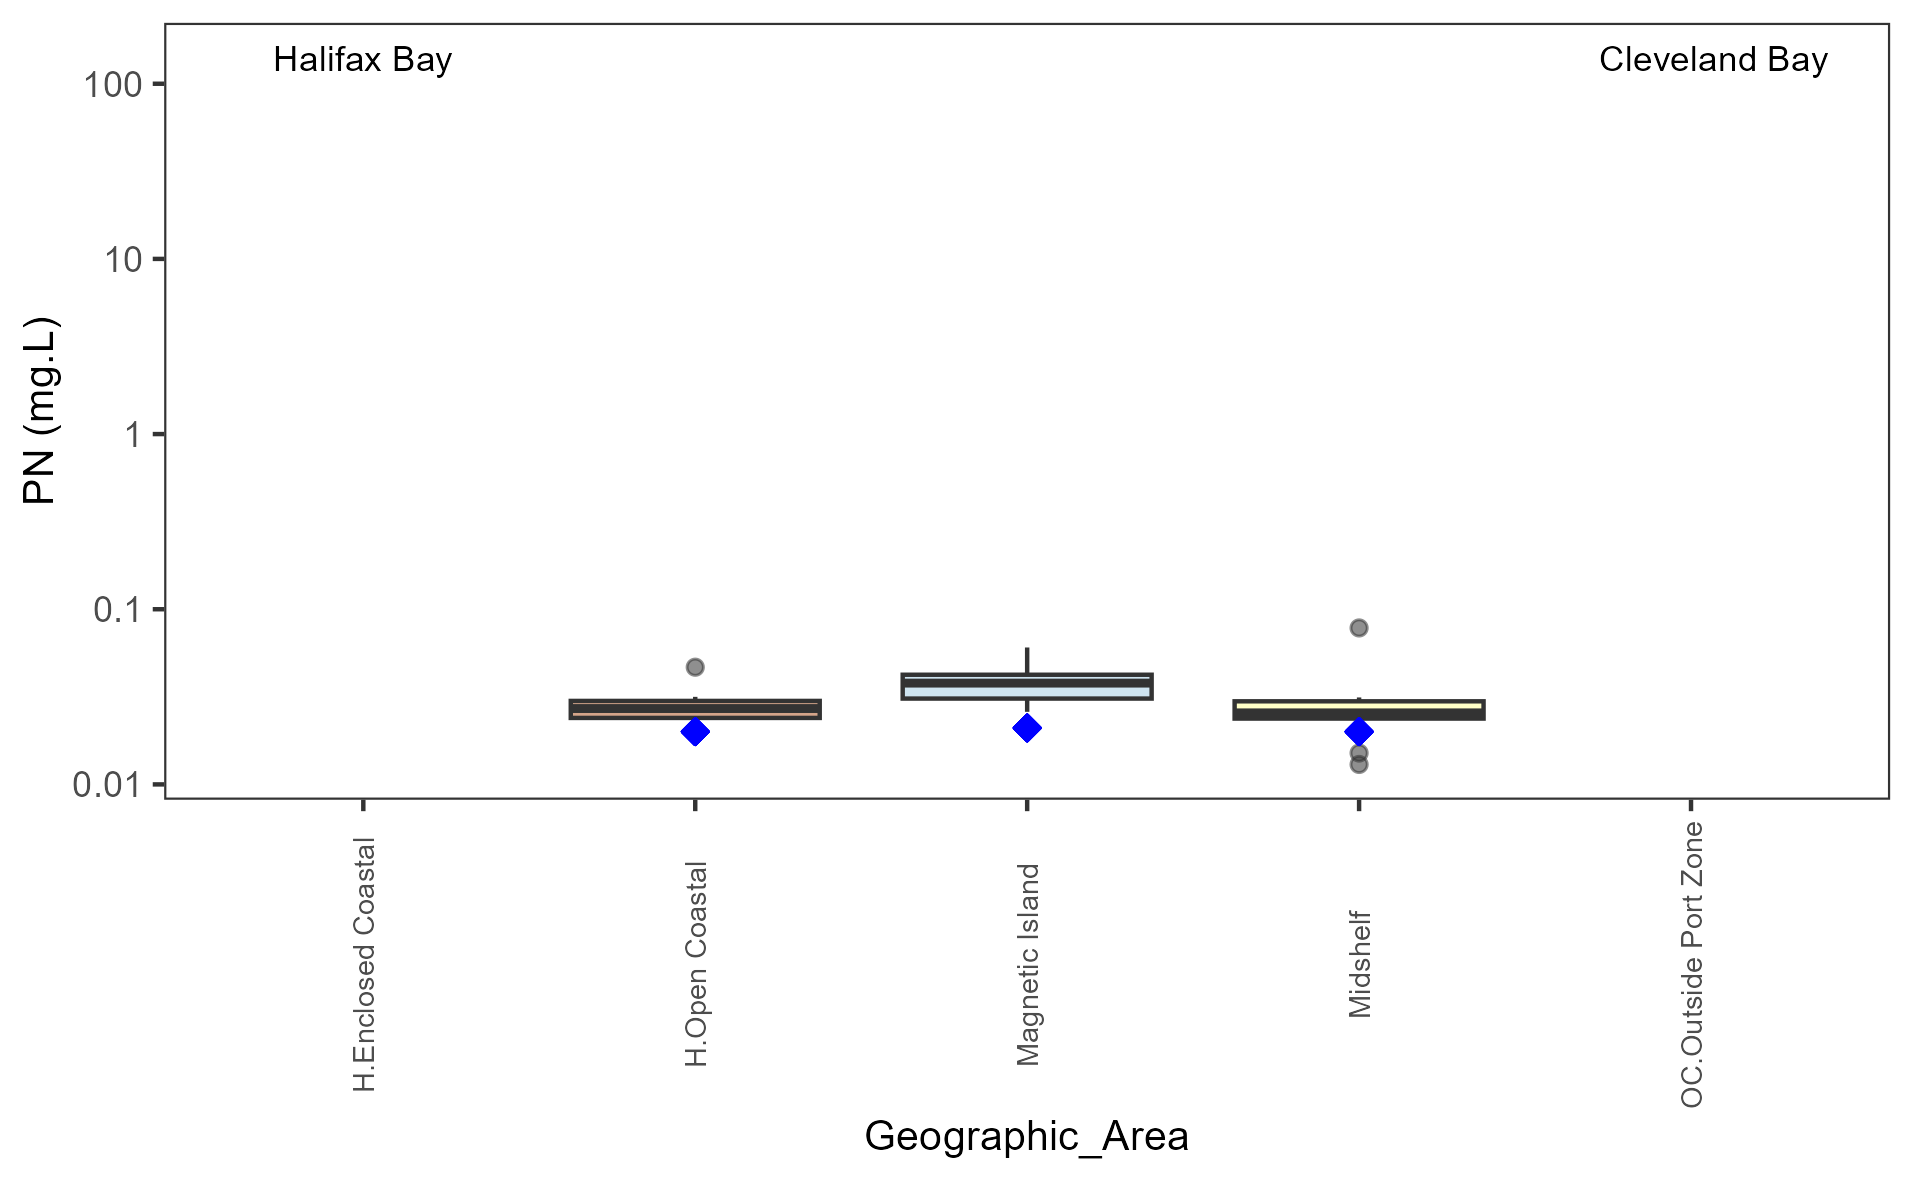 Halifax Bay
Cleveland Bay
PN (mg.L)
100
10
1
0.1
0.01
H.Enclosed Coastal
H.Open Coastal
Magnetic Island
Midshelf
OC.Outside Port Zone
Geographic_Area